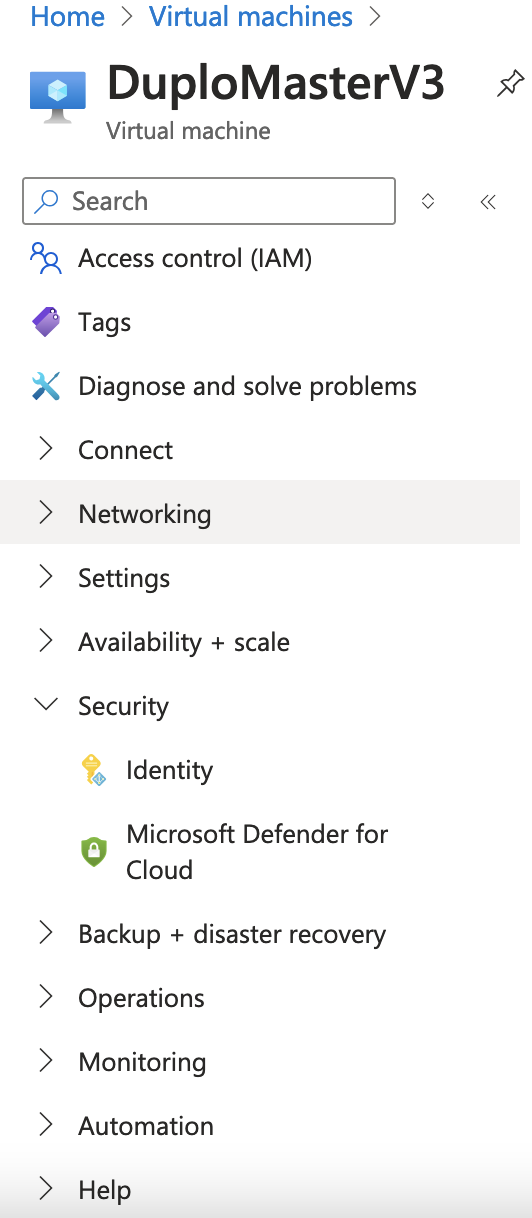 Home > Virtual machines >
DuploMasterV3
Virtual machine
Search
Access control (IAM)
Tags
Diagnose and solve problems
Connect
Networking
Settings
Availability + scale
Security
Identity
Microsoft Defender for
Cloud
Backup + disaster recovery
Operations
Monitoring
Automation
Help